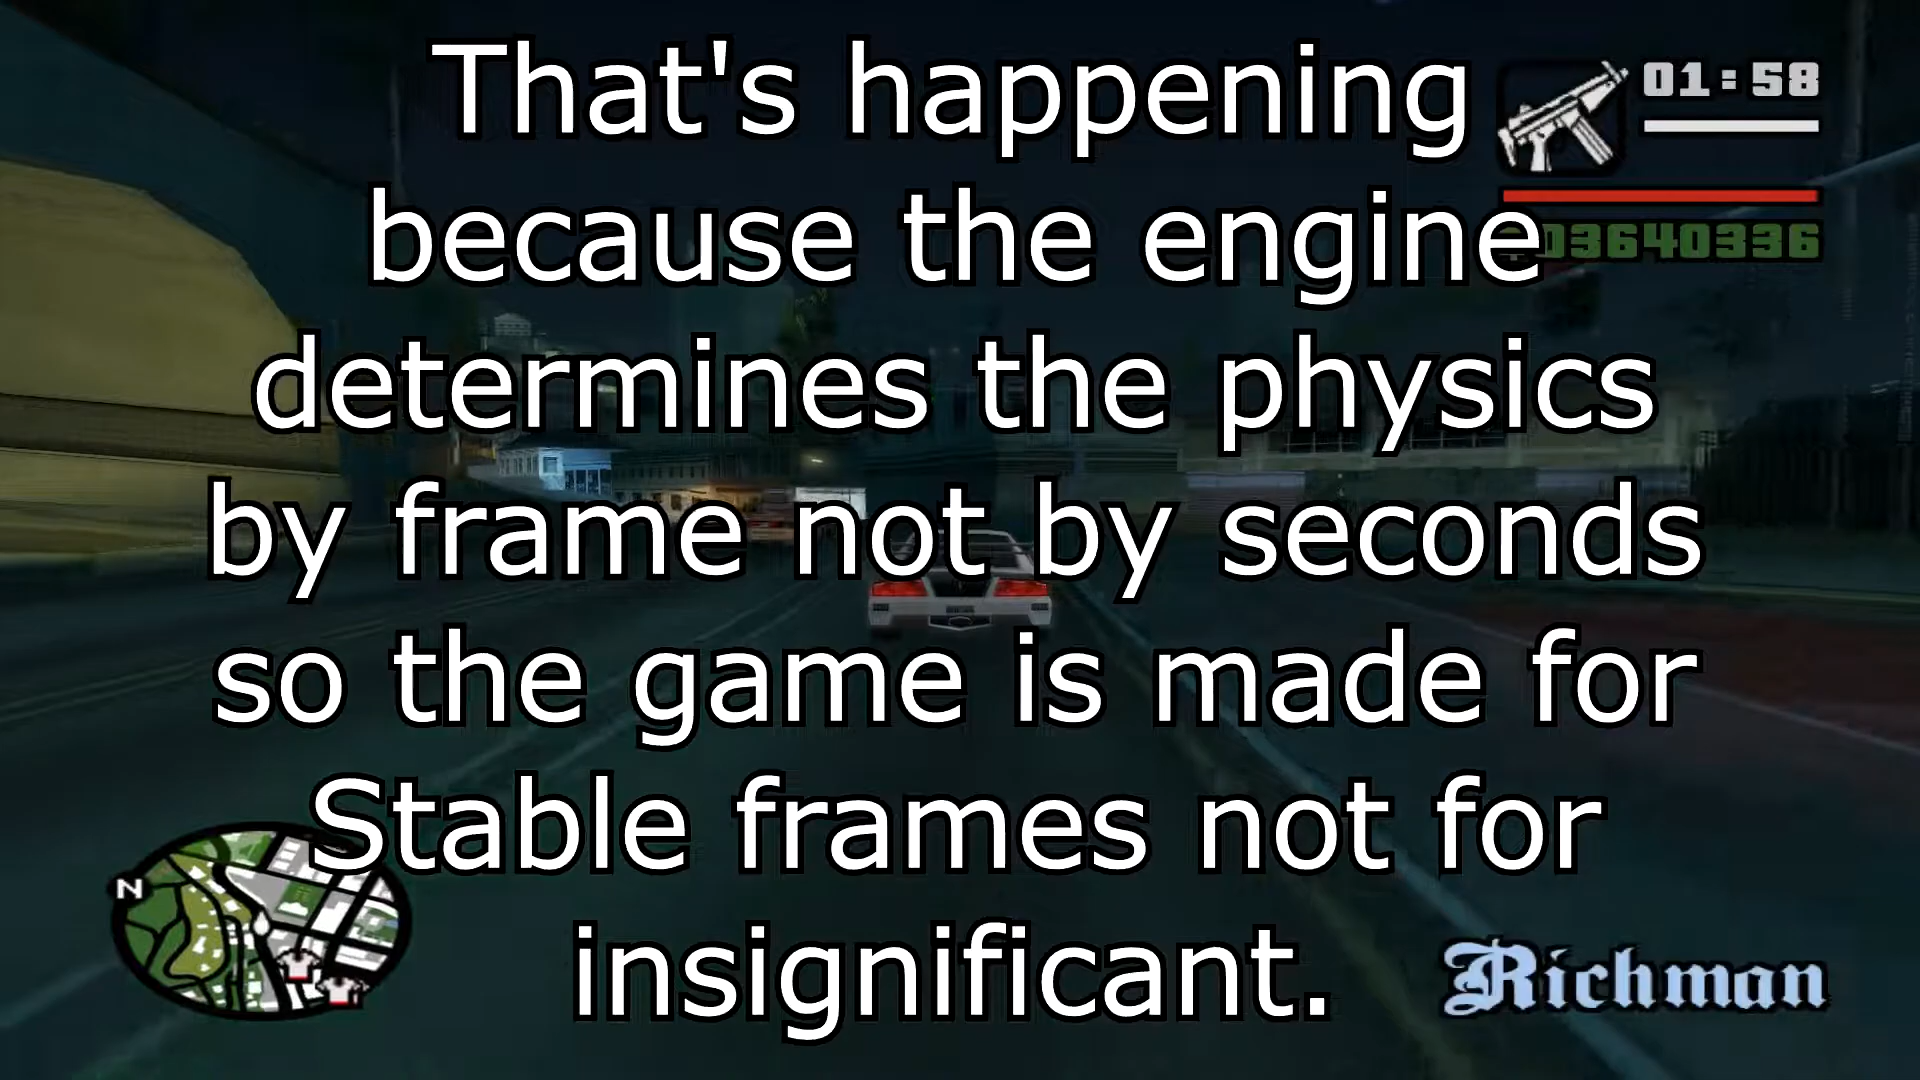 That's happening
01:58
because the engine
03640336
determines the physics
by frame not by seconds
so the game is made for
Stable frames not for
N
insignificant.
Richman